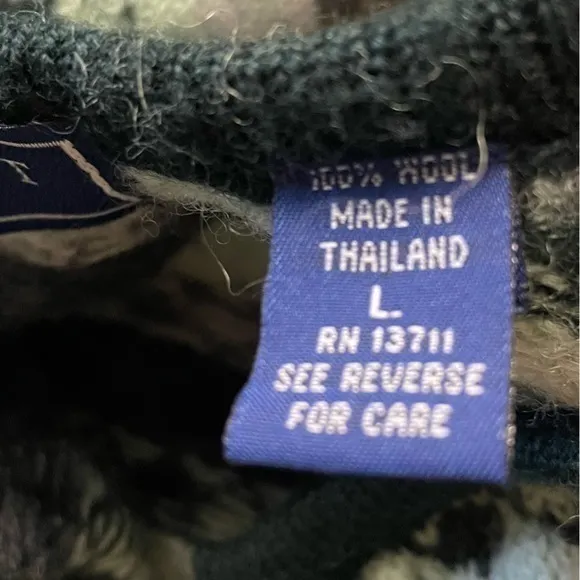 100% WOOL
MADE IN
THAILAND
L.
RN 13711
SEE REVERSE
FOR CARE